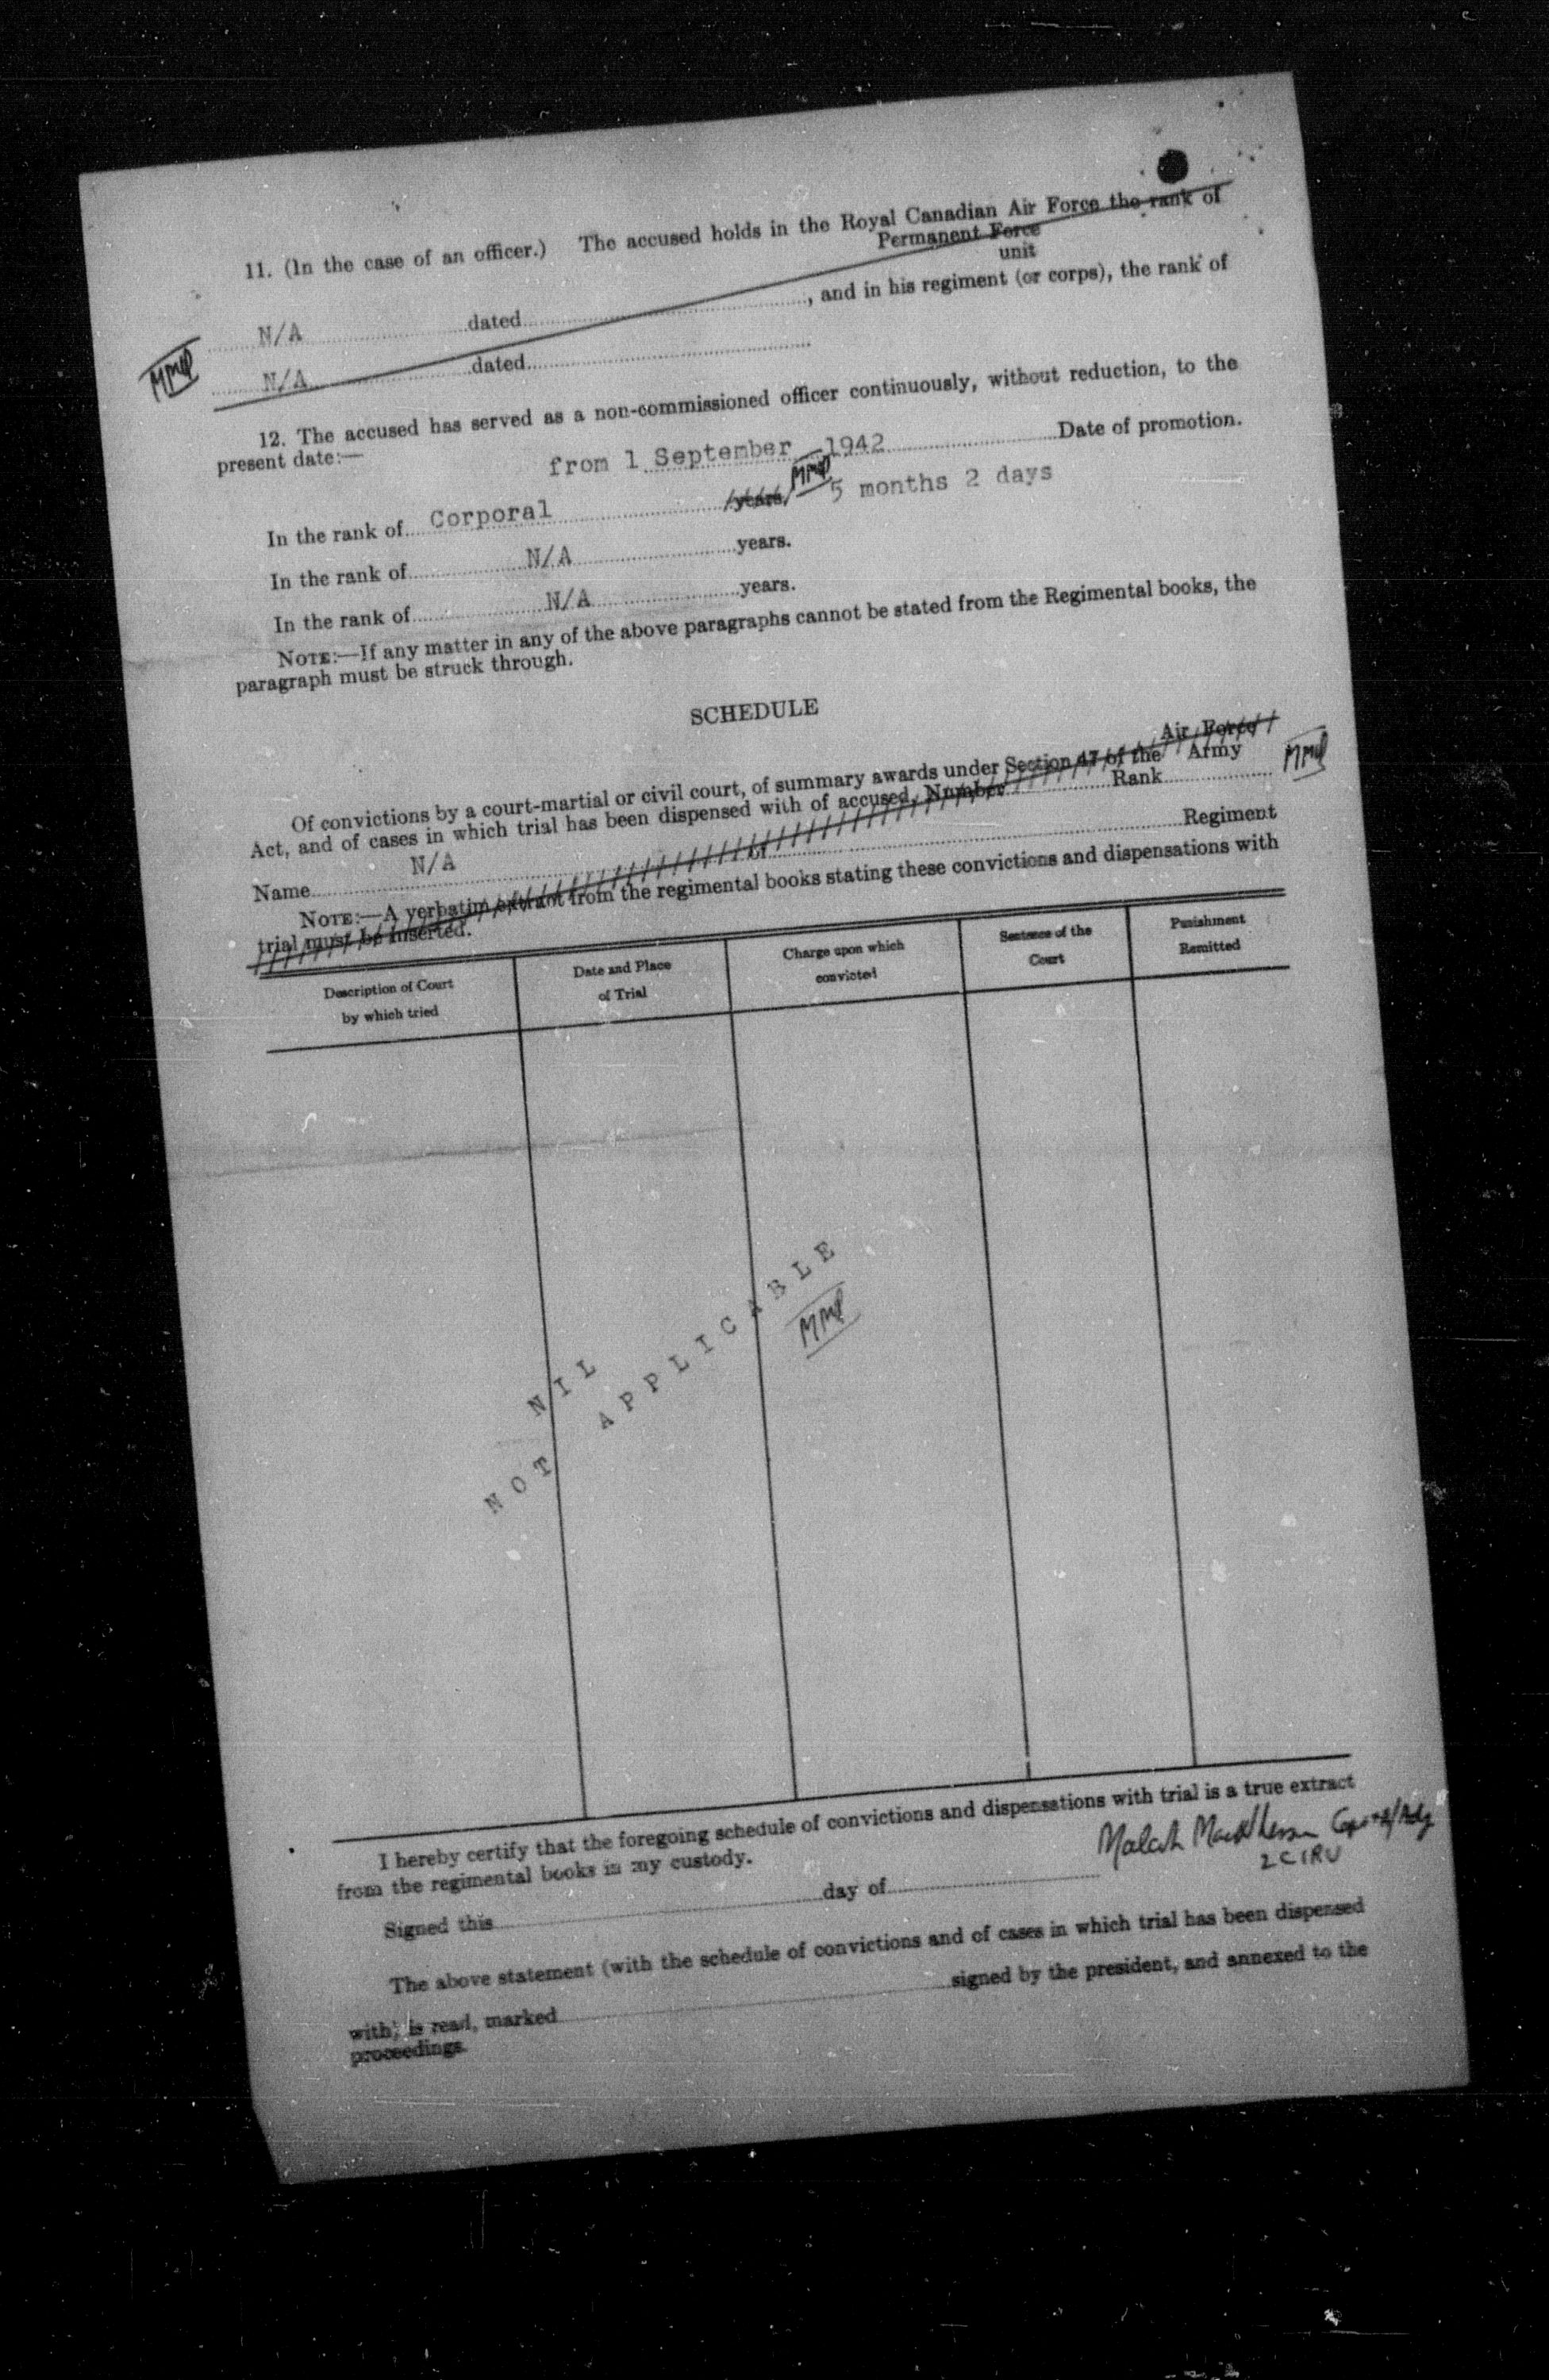 11. (In the case of an officer.) The accused holds in the Royal Canadian Air Force the rank of
Permanent Force
unit
N/A dated , and in his regiment (or corps), the rank of
MMP
N/A dated
12. The accused has served as a non-commissioned officer continuously, without reduction, to the
present date:—
from 1 September 1942 Date of promotion.
MMP
In the rank of Corporal years. 5 months 2 days
In the rank of N/A years.
In the rank of N/A years.
NOTE:—If any matter in any of the above paragraphs cannot be stated from the Regimental books, the
paragraph must be struck through.
SCHEDULE
Air Force
Of convictions by a court-martial or civil court, of summary awards under Section 47 of the Army
MMP
Act, and of cases in which trial has been dispensed with of accused, Number Rank
Name N/A of Regiment
NOTE:—A verbatim extract from the regimental books stating these convictions and dispensations with
trial must be inserted.
Description of Court
by which tried
Date and Place
of Trial
Charge upon which
convicted
Sentence of the
Court
Punishment
Remitted
NIL
NOT APPLICABLE
MMP
I hereby certify that the foregoing schedule of convictions and dispensations with trial is a true extract
from the regimental books in my custody.
2 CIRU
Signed this day of
The above statement (with the schedule of convictions and of cases in which trial has been dispensed
with) is read, marked signed by the president, and annexed to the
proceedings.